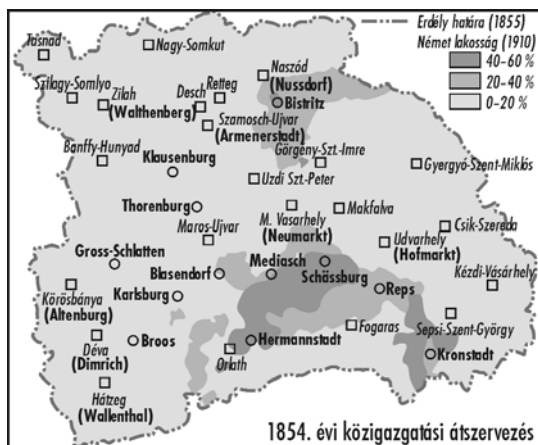 Erdély határa (1855)
Német lakosság (1910)
40–60 %
20–40 %
0–20 %
Tasnad
Nagy-Somkut
Szilagy-Somlyo
Zilah
(Walthenberg)
Desch
Retteg
Naszód
(Nussdorf)
Bistritz
Szamosch-Ujvar
(Armenerstadt)
Banffy-Hunyad
Klausenburg
Görgény-Szt.-Imre
Gyergyó-Szent-Miklós
Uzdi Szt.-Peter
Thorenburg
Maros-Ujvar
M. Vasarhely
(Neumarkt)
Makfalva
Csik-Szereda
Udvarhely
(Hofmarkt)
Gross-Schlatten
Blasendorf
Mediasch
Schössburg
Kézdi-Vásárhely
Körösbánya
(Altenburg)
Karlsburg
Reps
Déva
(Dimrich)
Broos
Hermannstadt
Fogaras
Sepsi-Szent-György
Orlath
Kronstadt
Hátzeg
(Wallenthal)
1854. évi közigazgatási átszervezés